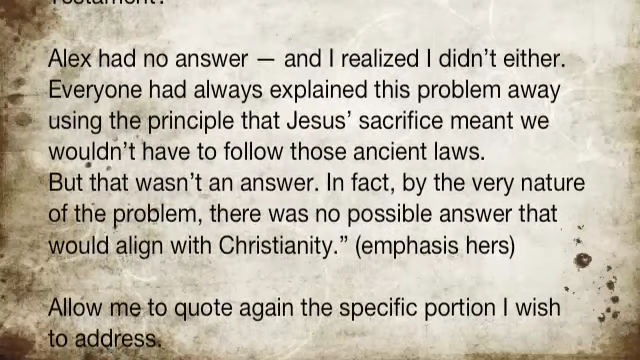 Testament?
Alex had no answer — and I realized I didn’t either.
Everyone had always explained this problem away
using the principle that Jesus’ sacrifice meant we
wouldn’t have to follow those ancient laws.
But that wasn’t an answer. In fact, by the very nature
of the problem, there was no possible answer that
would align with Christianity.” (emphasis hers)
Allow me to quote again the specific portion I wish
to address.